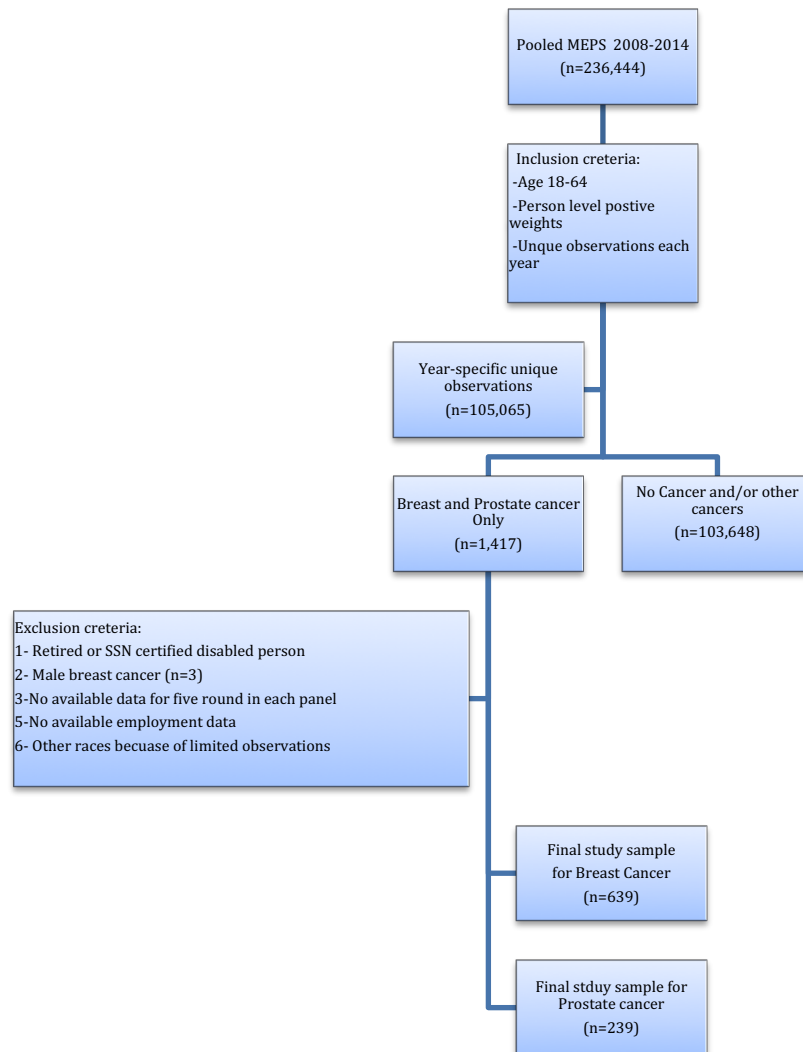 Pooled MEPS 2008-2014
(n=236,444)
Inclusion creteria:
-Age 18-64
-Person level postive
weights
-Unque observations each
year
Year-specific unique
observations
(n=105,065)
Breast and Prostate cancer
Only
(n=1,417)
No Cancer and/or other
cancers
(n=103,648)
Exclusion creteria:
1- Retired or SSN certified disabled person
2- Male breast cancer (n=3)
3-No available data for five round in each panel
5-No available employment data
6- Other races becuase of limited observations
Final study sample
for Breast Cancer
(n=639)
Final stduy sample for
Prostate cancer
(n=239)